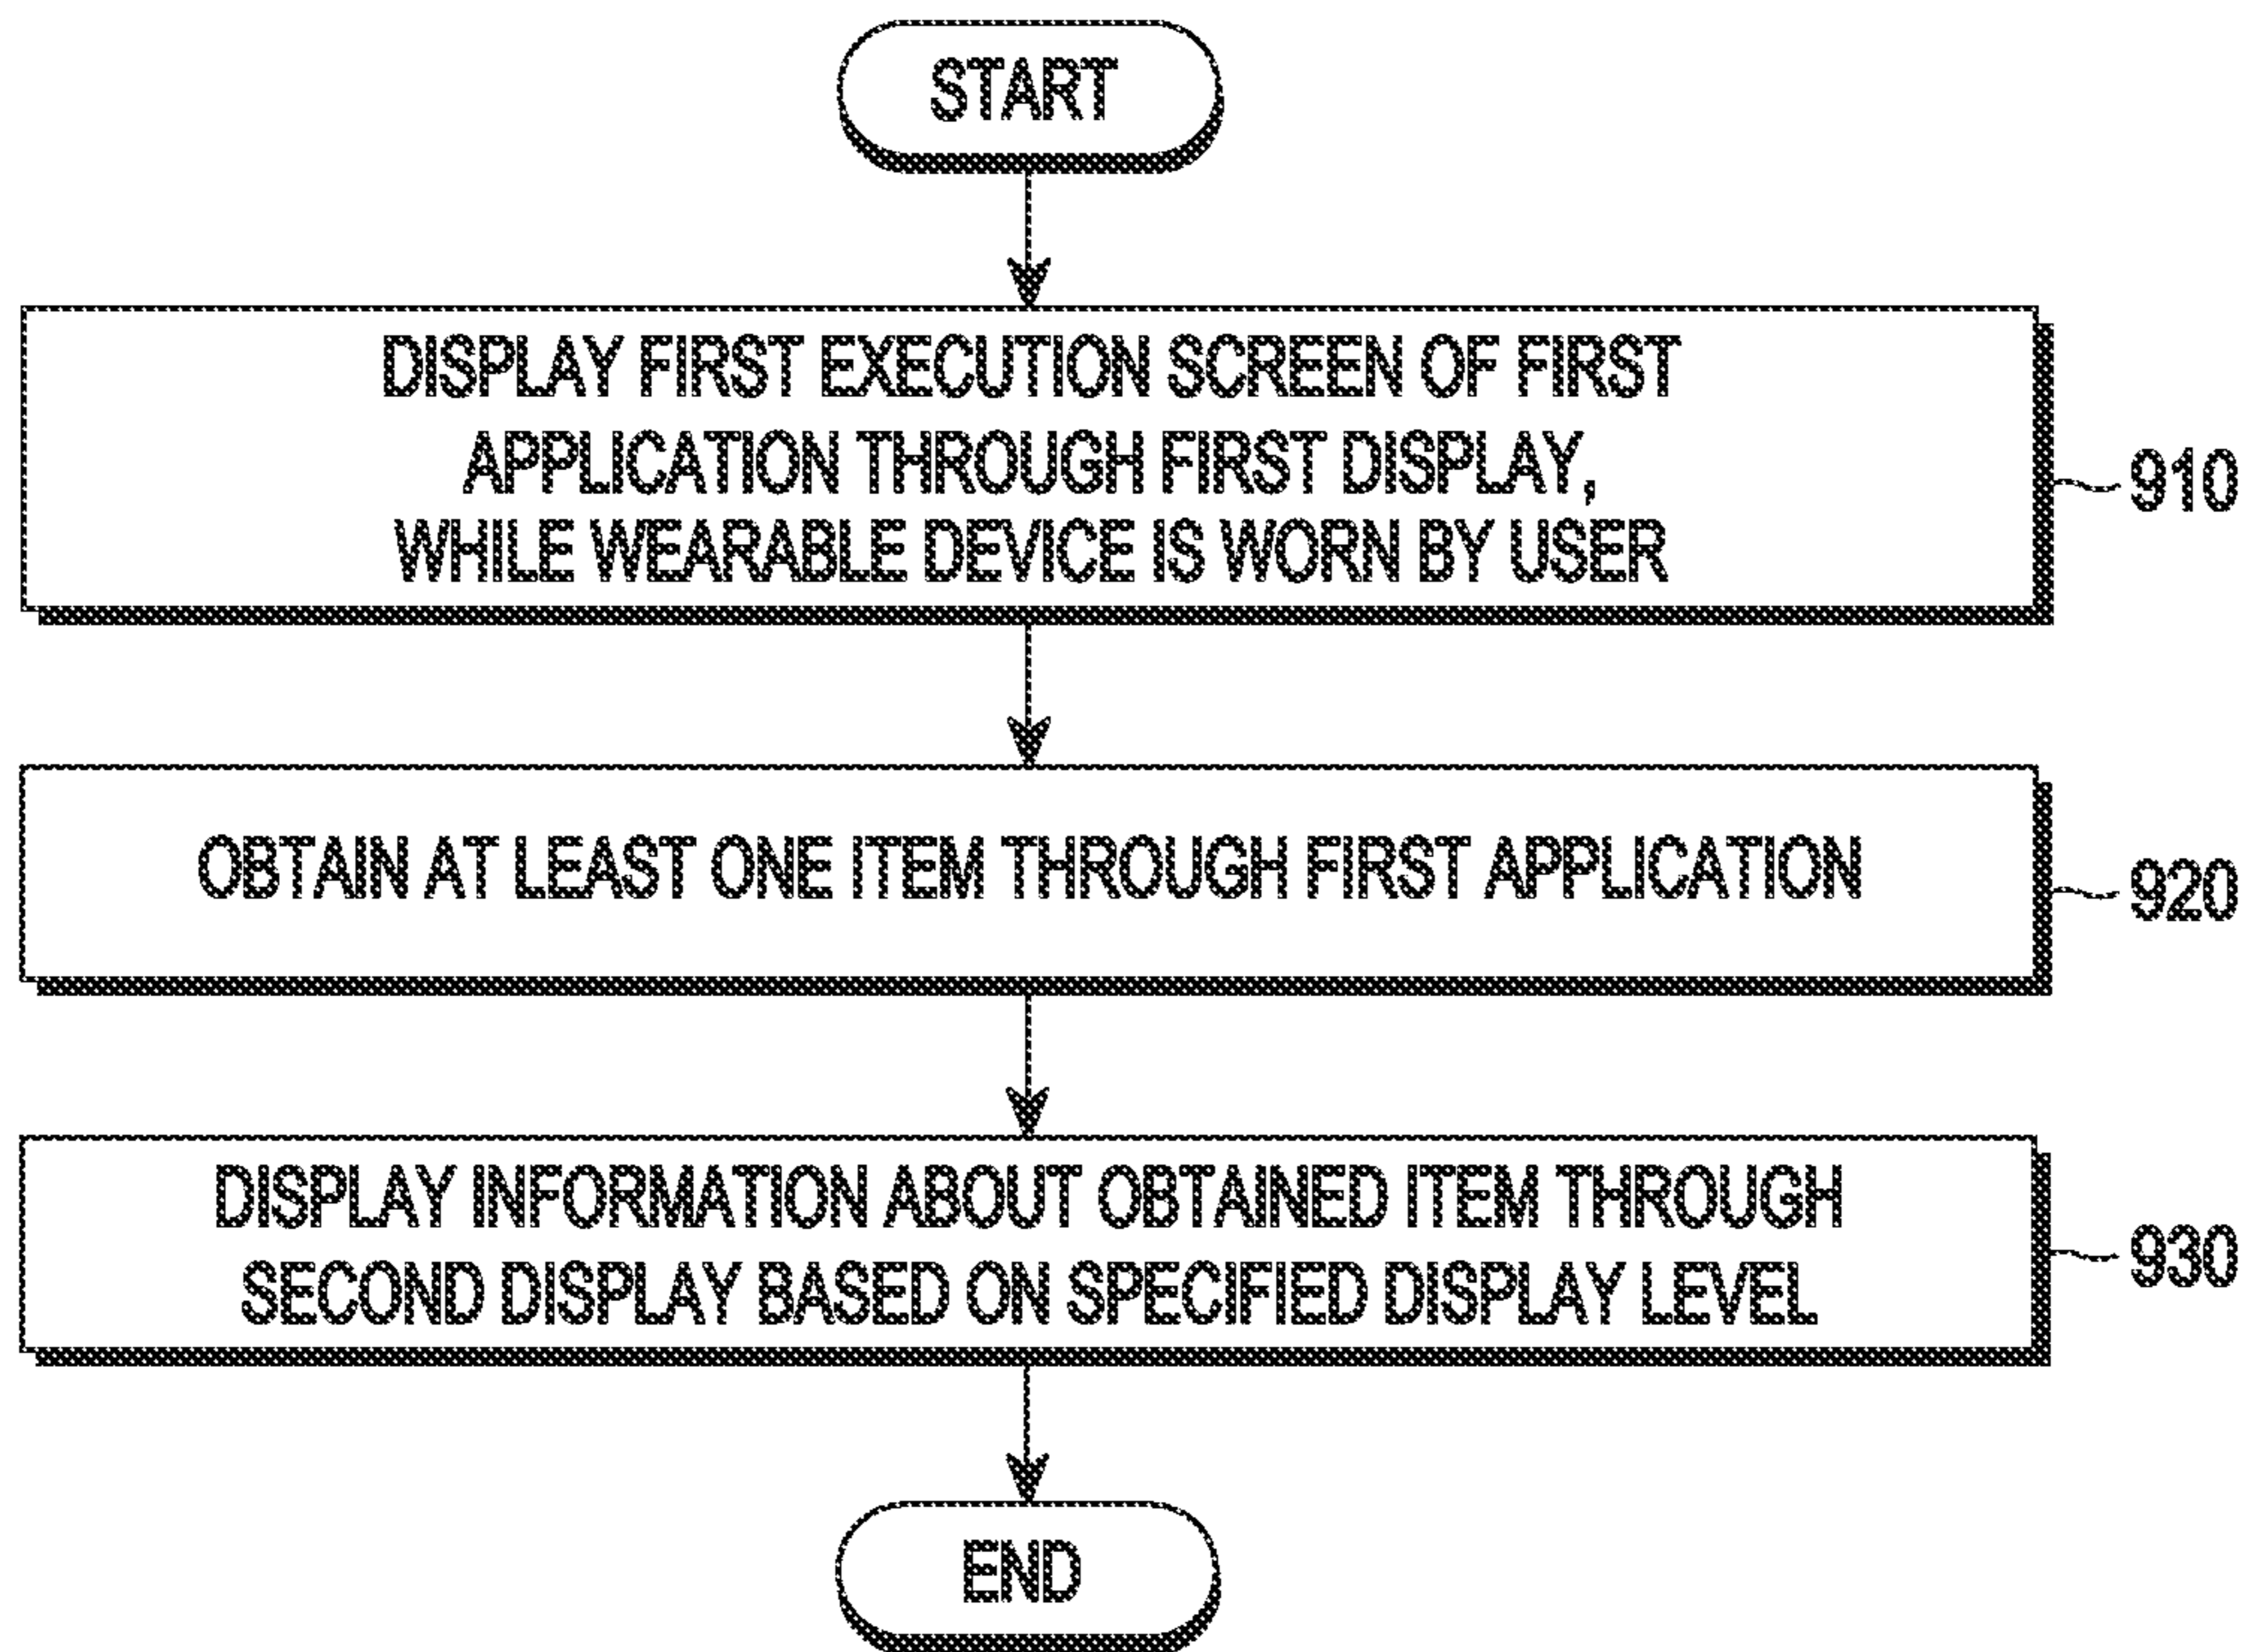 START
DISPLAY FIRST EXECUTION SCREEN OF FIRST
APPLICATION THROUGH FIRST DISPLAY,
WHILE WEARABLE DEVICE IS WORN BY USER
910
OBTAIN AT LEAST ONE ITEM THROUGH FIRST APPLICATION
920
DISPLAY INFORMATION ABOUT OBTAINED ITEM THROUGH
SECOND DISPLAY BASED ON SPECIFIED DISPLAY LEVEL
930
END